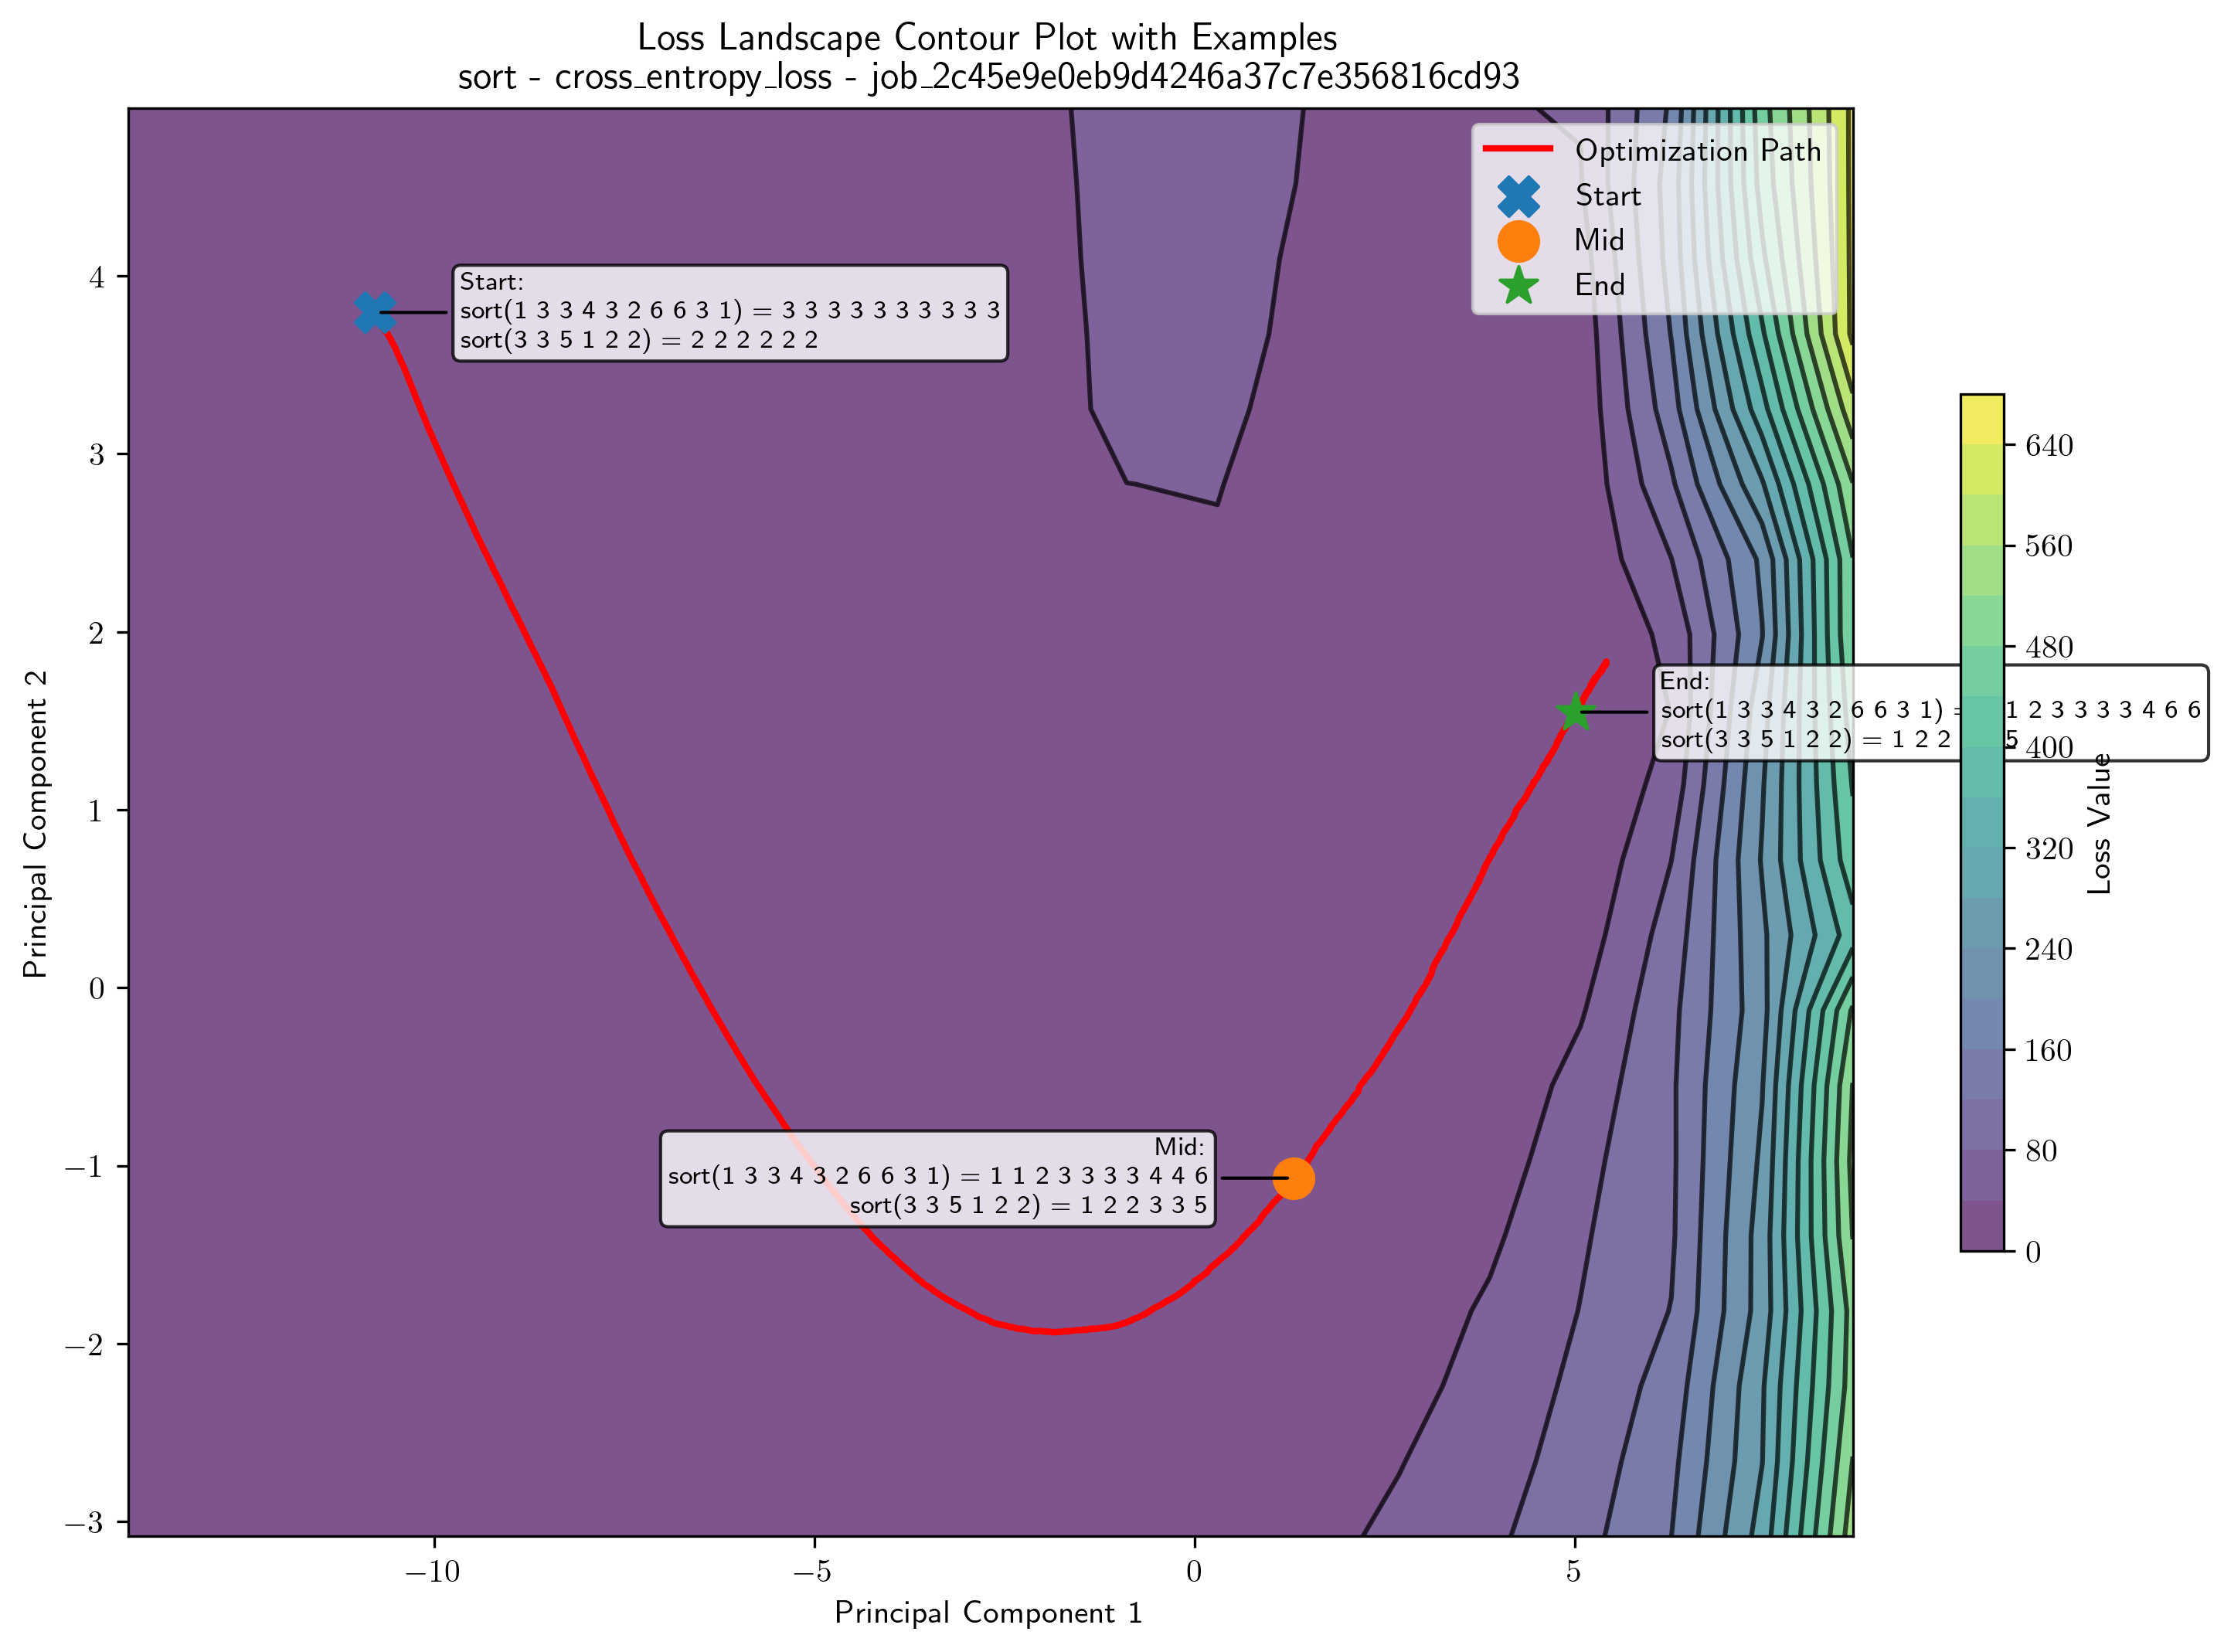 Loss Landscape Contour Plot with Examples
sort - cross_entropy_loss - job_2c45e9e0eb9d4246a37c7e356816cd93
Optimization Path
Start
Mid
End
Start:
sort(1 3 3 4 3 2 6 6 3 1) = 3 3 3 3 3 3 3 3 3 3
sort(3 3 5 1 2 2) = 2 2 2 2 2 2
End:
sort(1 3 3 4 3 2 6 6 3 1) = 1 2 3 3 3 3 4 6 6
sort(3 3 5 1 2 2) = 1 2 2 5
Mid:
sort(1 3 3 4 3 2 6 6 3 1) = 1 1 2 3 3 3 3 4 4 6
sort(3 3 5 1 2 2) = 1 2 2 3 3 5
4
3
2
1
0
−1
−2
−3
Principal Component 2
−10
−5
0
5
Principal Component 1
640
560
480
400
320
240
160
80
0
Loss Value